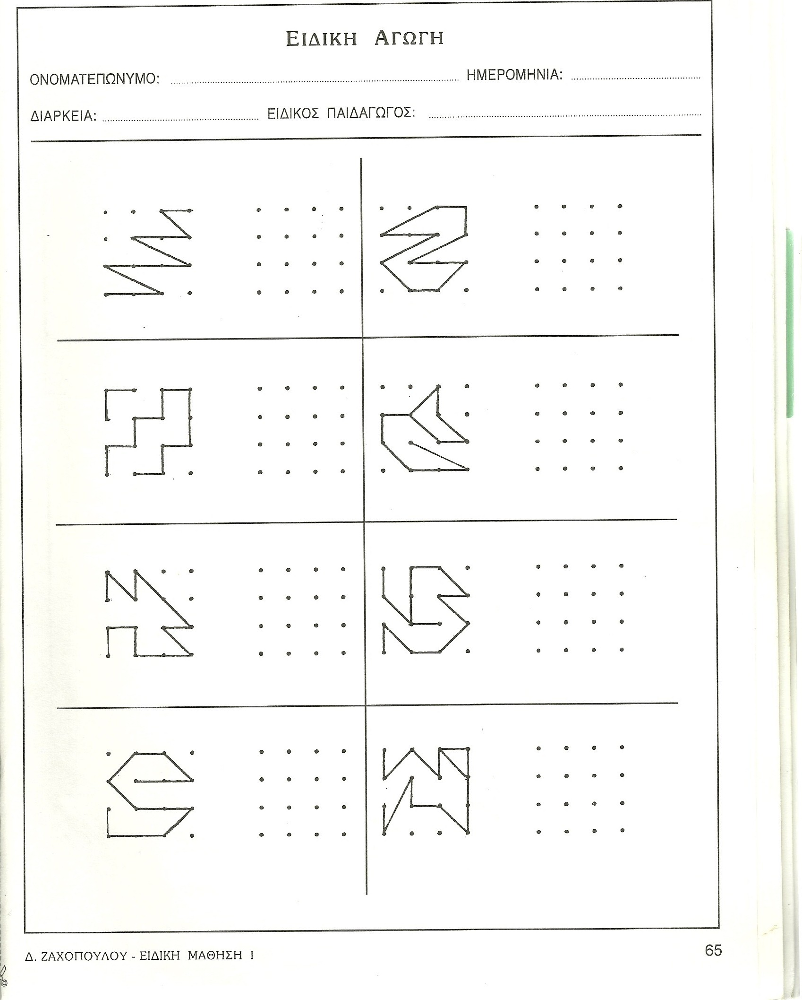 ΕΙΔΙΚΗ ΑΓΩΓΗ
ΟΝΟΜΑΤΕΠΩΝΥΜΟ: ΗΜΕΡΟΜΗΝΙΑ:
ΔΙΑΡΚΕΙΑ: ΕΙΔΙΚΟΣ ΠΑΙΔΑΓΩΓΟΣ:
Δ. ΖΑΧΟΠΟΥΛΟΥ - ΕΙΔΙΚΗ ΜΑΘΗΣΗ Ι 65